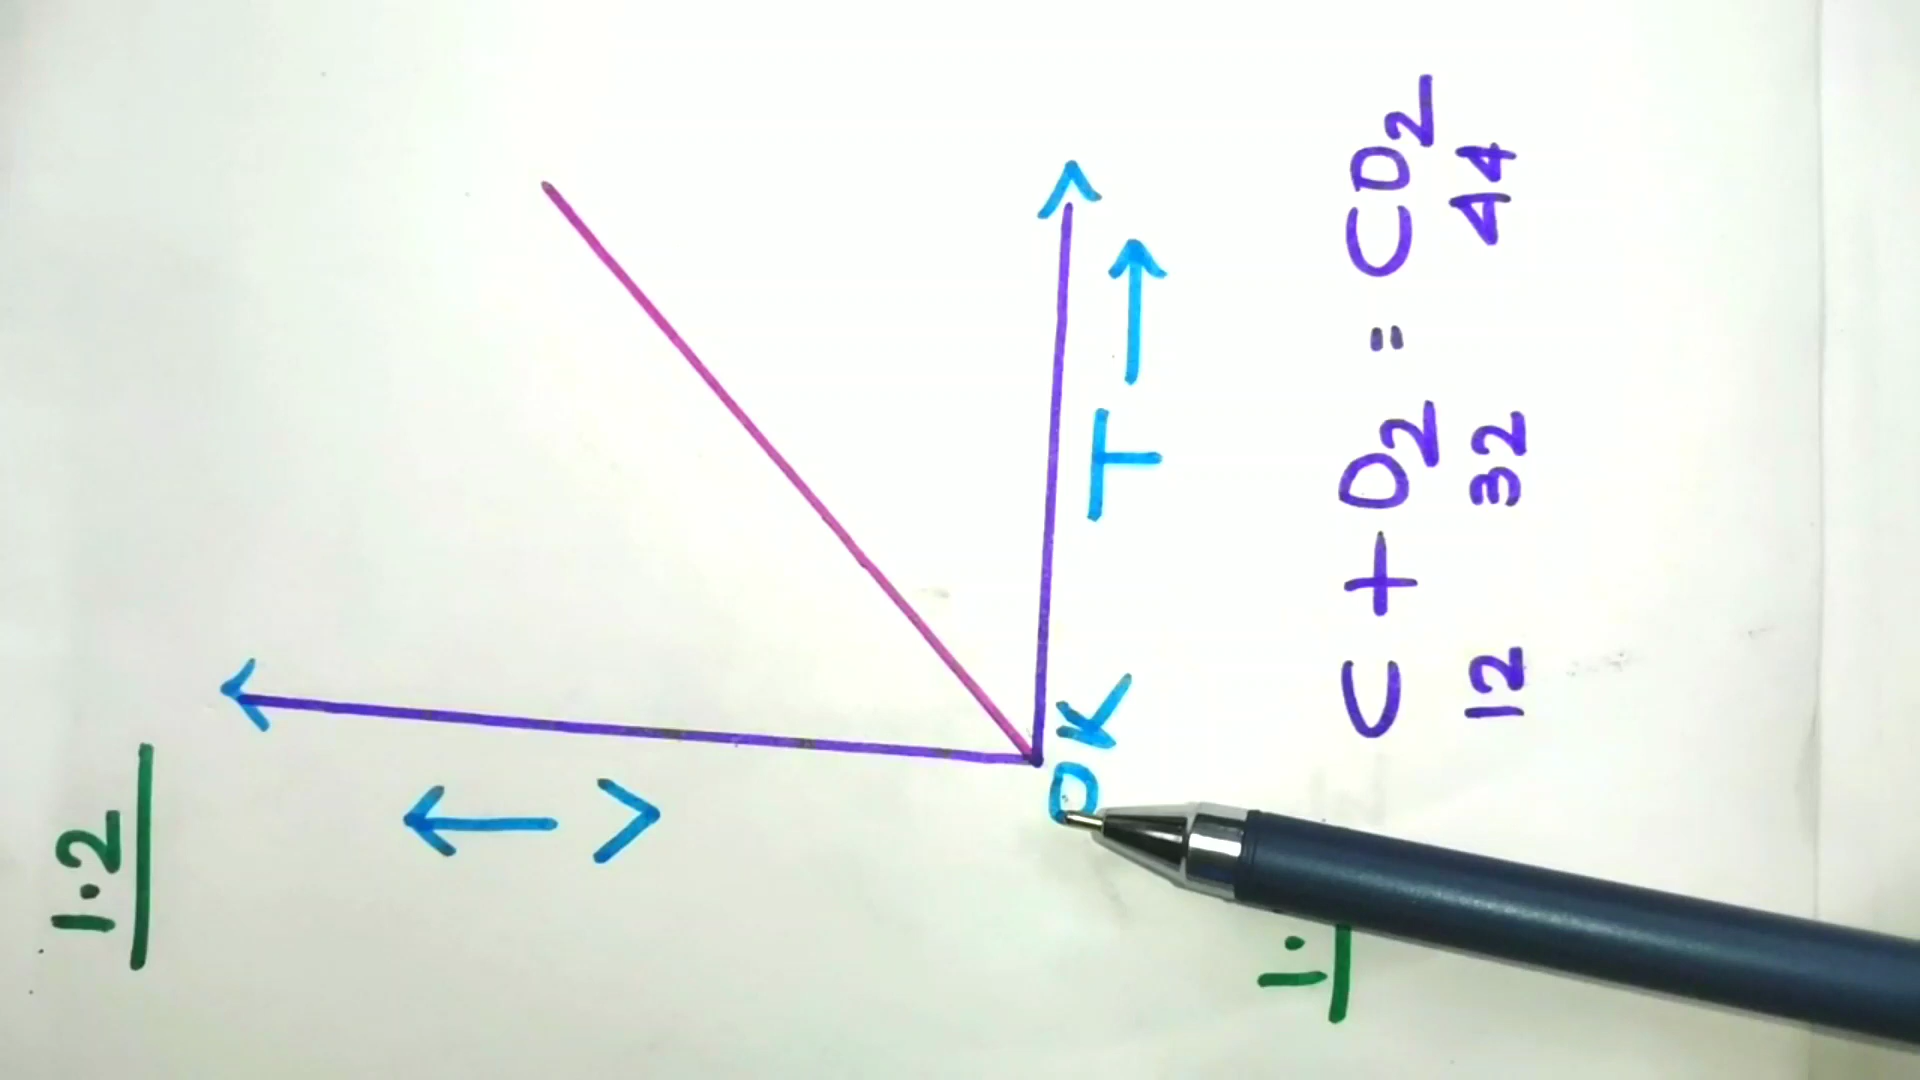 1.2
↑
V
0K T →
1.
C + O₂ = CO₂
12 32 44